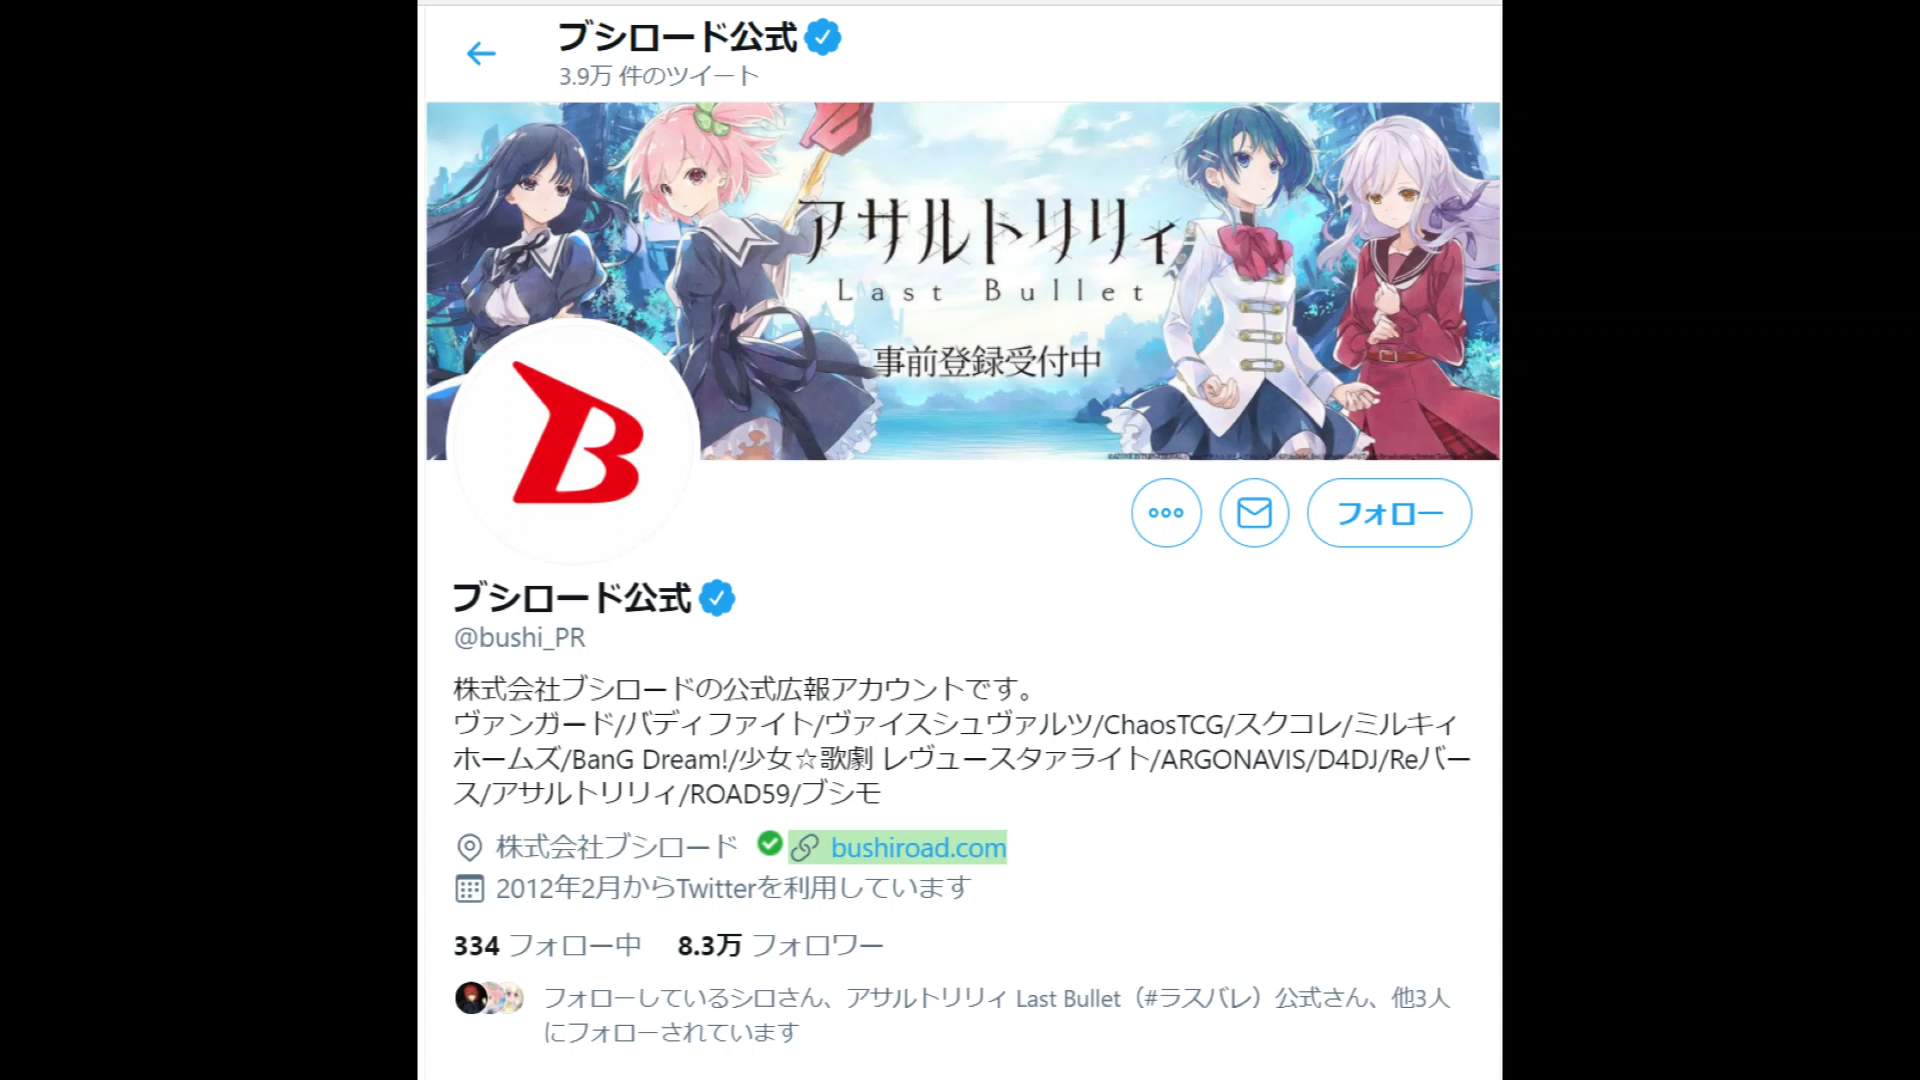 ブシロード公式
3.9万 件のツイート
アサルトリリィ
Last Bullet
事前登録受付中
B
フォロー
ブシロード公式
@bushi_PR
株式会社ブシロードの公式広報アカウントです。
ヴァンガード/バディファイト/ヴァイスシュヴァルツ/ChaosTCG/スクコレ/ミルキィ
ホームズ/BanG Dream!/少女☆歌劇 レヴュースタァライト/ARGONAVIS/D4DJ/Reバー
ス/アサルトリリィ/ROAD59/ブシモ
株式会社ブシロード bushiroad.com
2012年2月からTwitterを利用しています
334 フォロー中 8.3万 フォロワー
フォローしているシロさん、アサルトリリィ Last Bullet（#ラスバレ）公式さん、他3人
にフォローされています